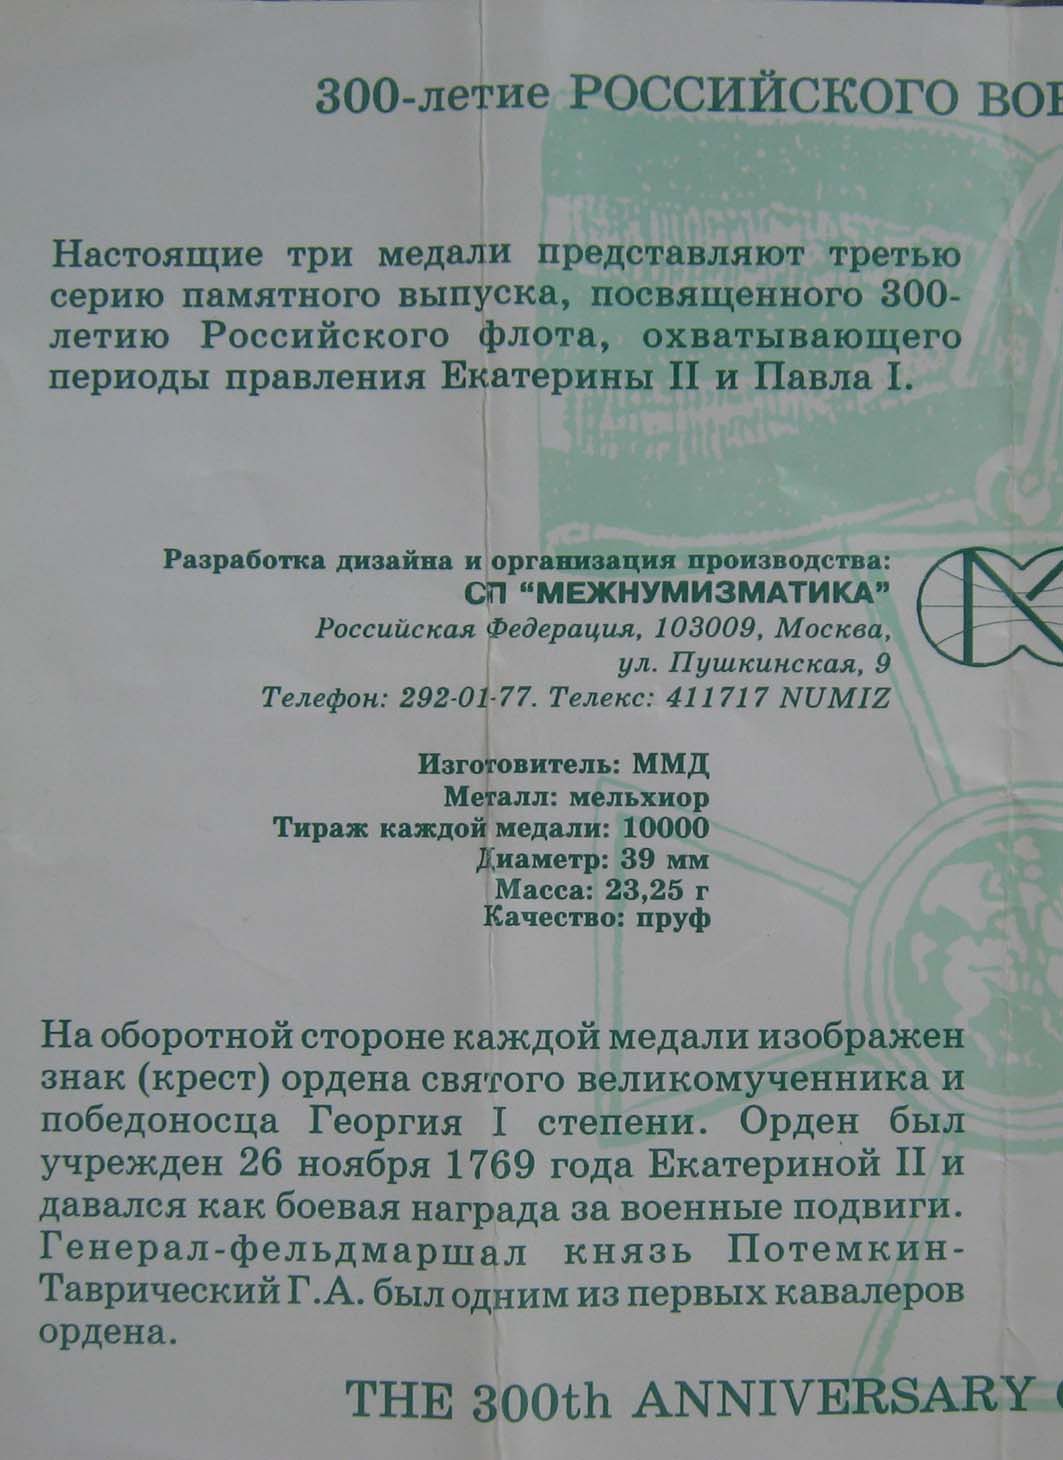 300-летие РОССИЙСКОГО
Настоящие три медали представляют третью
серию памятного выпуска, посвященного 300-
летию Российского флота, охватывающего
периоды правления Екатерины II и Павла I.
Разработка дизайна и организация производства:
СП “МЕЖНУМИЗМАТИКА”
Российская Федерация, 103009, Москва,
ул. Пушкинская, 9
Телефон: 292-01-77. Телекс: 411717 NUMIZ
Изготовитель: ММД
Металл: мельхиор
Тираж каждой медали: 10000
Диаметр: 39 мм
Масса: 23,25 г
Качество: пруф
На оборотной стороне каждой медали изображен
знак (крест) ордена святого великомученника и
победоносца Георгия I степени. Орден был
учрежден 26 ноября 1769 года Екатериной II и
давался как боевая награда за военные подвиги.
Генерал-фельдмаршал князь Потемкин-
Таврический Г.А. был одним из первых кавалеров
ордена.
THE 300th ANNIVERSARY